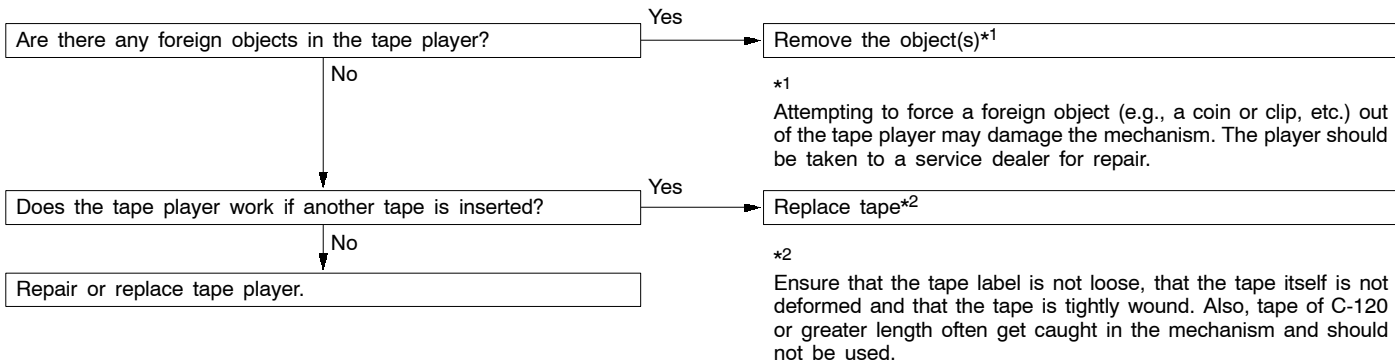 Are there any foreign objects in the tape player?
Yes
Remove the object(s)*1
No
*1
Attempting to force a foreign object (e.g., a coin or clip, etc.) out
of the tape player may damage the mechanism. The player should
be taken to a service dealer for repair.
Does the tape player work if another tape is inserted?
Yes
Replace tape*2
No
Repair or replace tape player.
*2
Ensure that the tape label is not loose, that the tape itself is not
deformed and that the tape is tightly wound. Also, tape of C-120
or greater length often get caught in the mechanism and should
not be used.